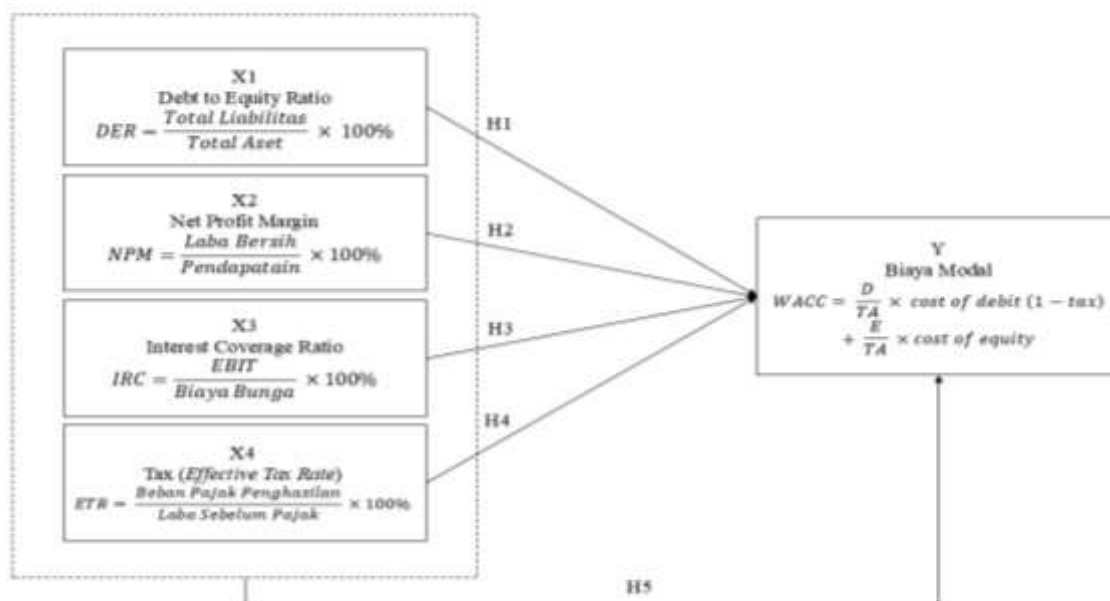 X1
Debt to Equity Ratio
DER = Total Liabilitas / Total Aset × 100%
H1
X2
Net Profit Margin
NPM = Laba Bersih / Pendapatain × 100%
H2
X3
Interest Coverage Ratio
IRC = EBIT / Biaya Bunga × 100%
H3
X4
Tax (Effective Tax Rate)
ETR = Beban Pajak Penghasilan / Laba Sebelum Pajak × 100%
H4
Y
Biaya Modal
WACC = D / TA × cost of debit (1 − tax)
+ E / TA × cost of equity
H5